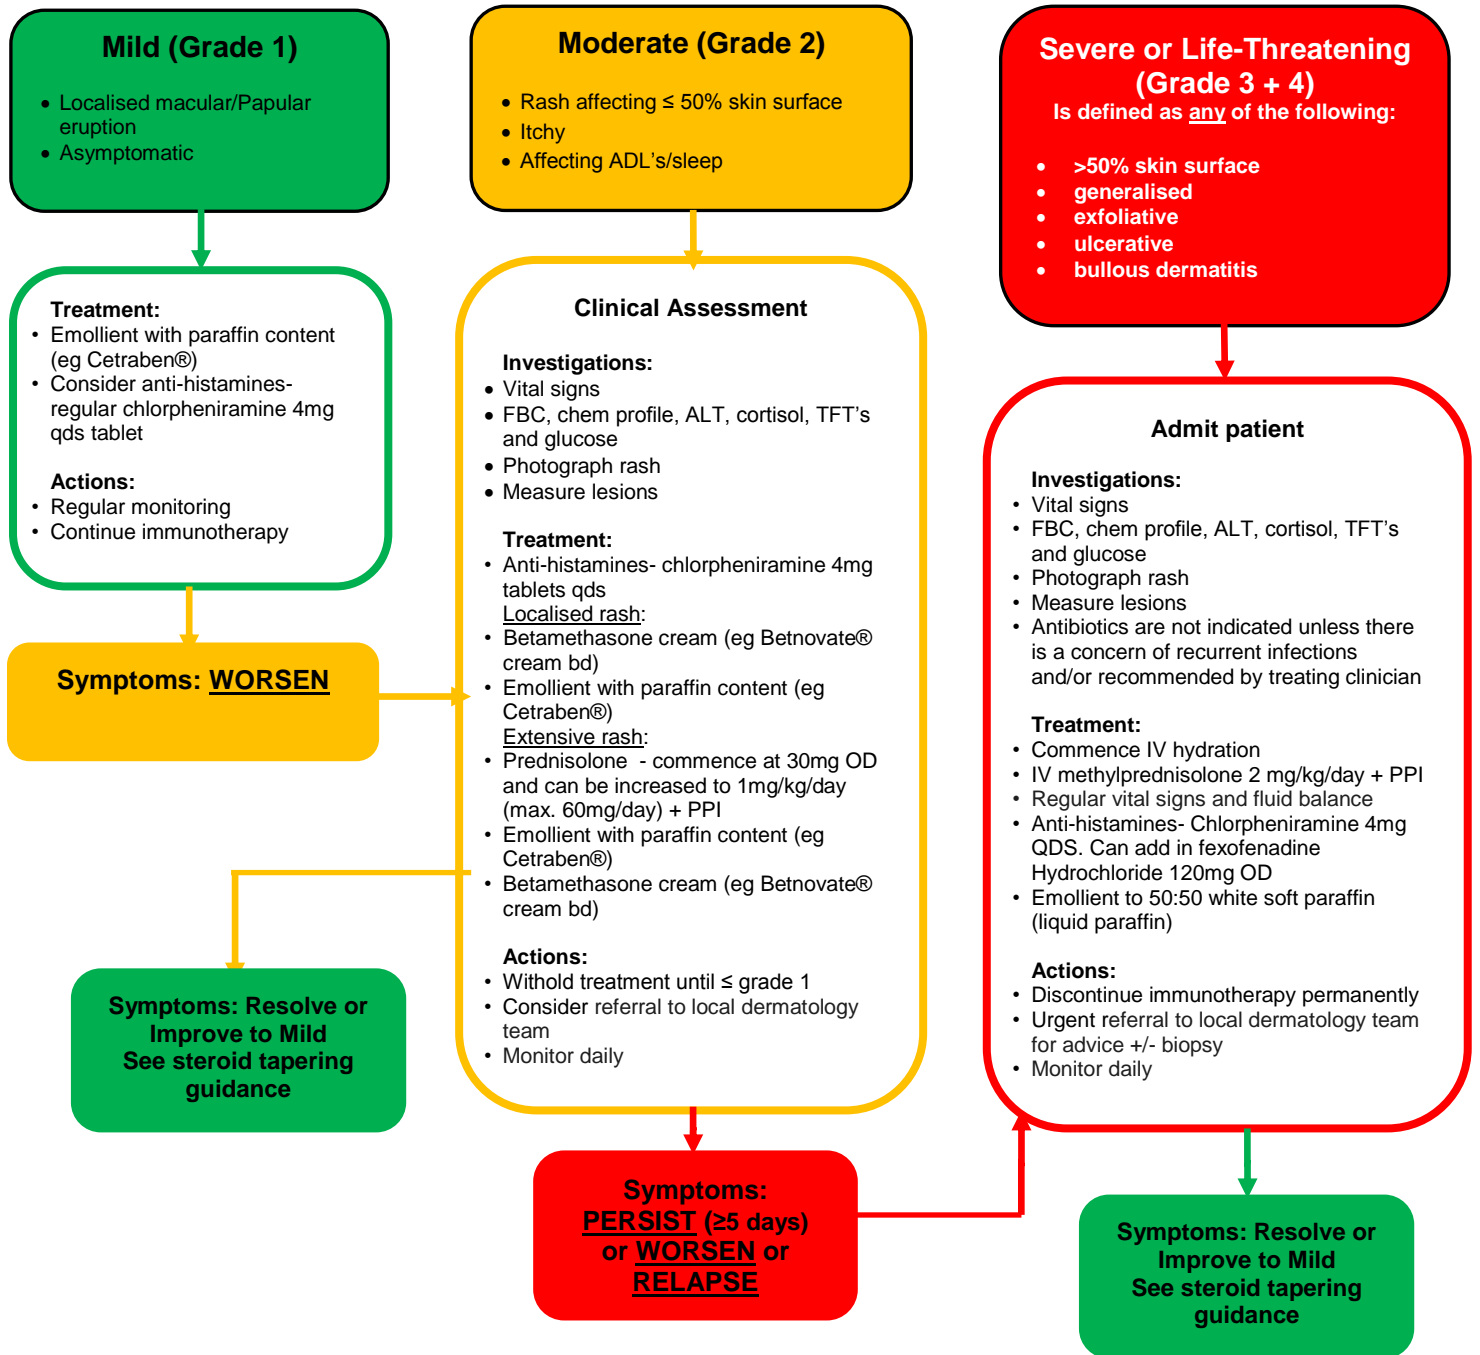 Mild (Grade 1)
• Localised macular/Papular
eruption
• Asymptomatic
Treatment:
• Emollient with paraffin content
(eg Cetraben®)
• Consider anti-histamines-
regular chlorpheniramine 4mg
qds tablet
Actions:
• Regular monitoring
• Continue immunotherapy
Symptoms: WORSEN
Moderate (Grade 2)
• Rash affecting ≤ 50% skin surface
• Itchy
• Affecting ADL's/sleep
Clinical Assessment
Investigations:
• Vital signs
• FBC, chem profile, ALT, cortisol, TFT's
and glucose
• Photograph rash
• Measure lesions
Treatment:
• Anti-histamines- chlorpheniramine 4mg
tablets qds
Localised rash:
• Betamethasone cream (eg Betnovate®
cream bd)
• Emollient with paraffin content (eg
Cetraben®)
Extensive rash:
• Prednisolone - commence at 30mg OD
and can be increased to 1mg/kg/day
(max. 60mg/day) + PPI
• Emollient with paraffin content (eg
Cetraben®)
• Betamethasone cream (eg Betnovate®
cream bd)
Actions:
• Withold treatment until ≤ grade 1
• Consider referral to local dermatology
team
• Monitor daily
Symptoms: Resolve or
Improve to Mild
See steroid tapering
guidance
Symptoms:
PERSIST (≥5 days)
or WORSEN or
RELAPSE
Severe or Life-Threatening
(Grade 3 + 4)
Is defined as any of the following:
• >50% skin surface
• generalised
• exfoliative
• ulcerative
• bullous dermatitis
Admit patient
Investigations:
• Vital signs
• FBC, chem profile, ALT, cortisol, TFT's
and glucose
• Photograph rash
• Measure lesions
• Antibiotics are not indicated unless there
is a concern of recurrent infections
and/or recommended by treating clinician
Treatment:
• Commence IV hydration
• IV methylprednisolone 2 mg/kg/day + PPI
• Regular vital signs and fluid balance
• Anti-histamines- Chlorpheniramine 4mg
QDS. Can add in fexofenadine
Hydrochloride 120mg OD
• Emollient to 50:50 white soft paraffin
(liquid paraffin)
Actions:
• Discontinue immunotherapy permanently
• Urgent referral to local dermatology team
for advice +/- biopsy
• Monitor daily
Symptoms: Resolve or
Improve to Mild
See steroid tapering
guidance